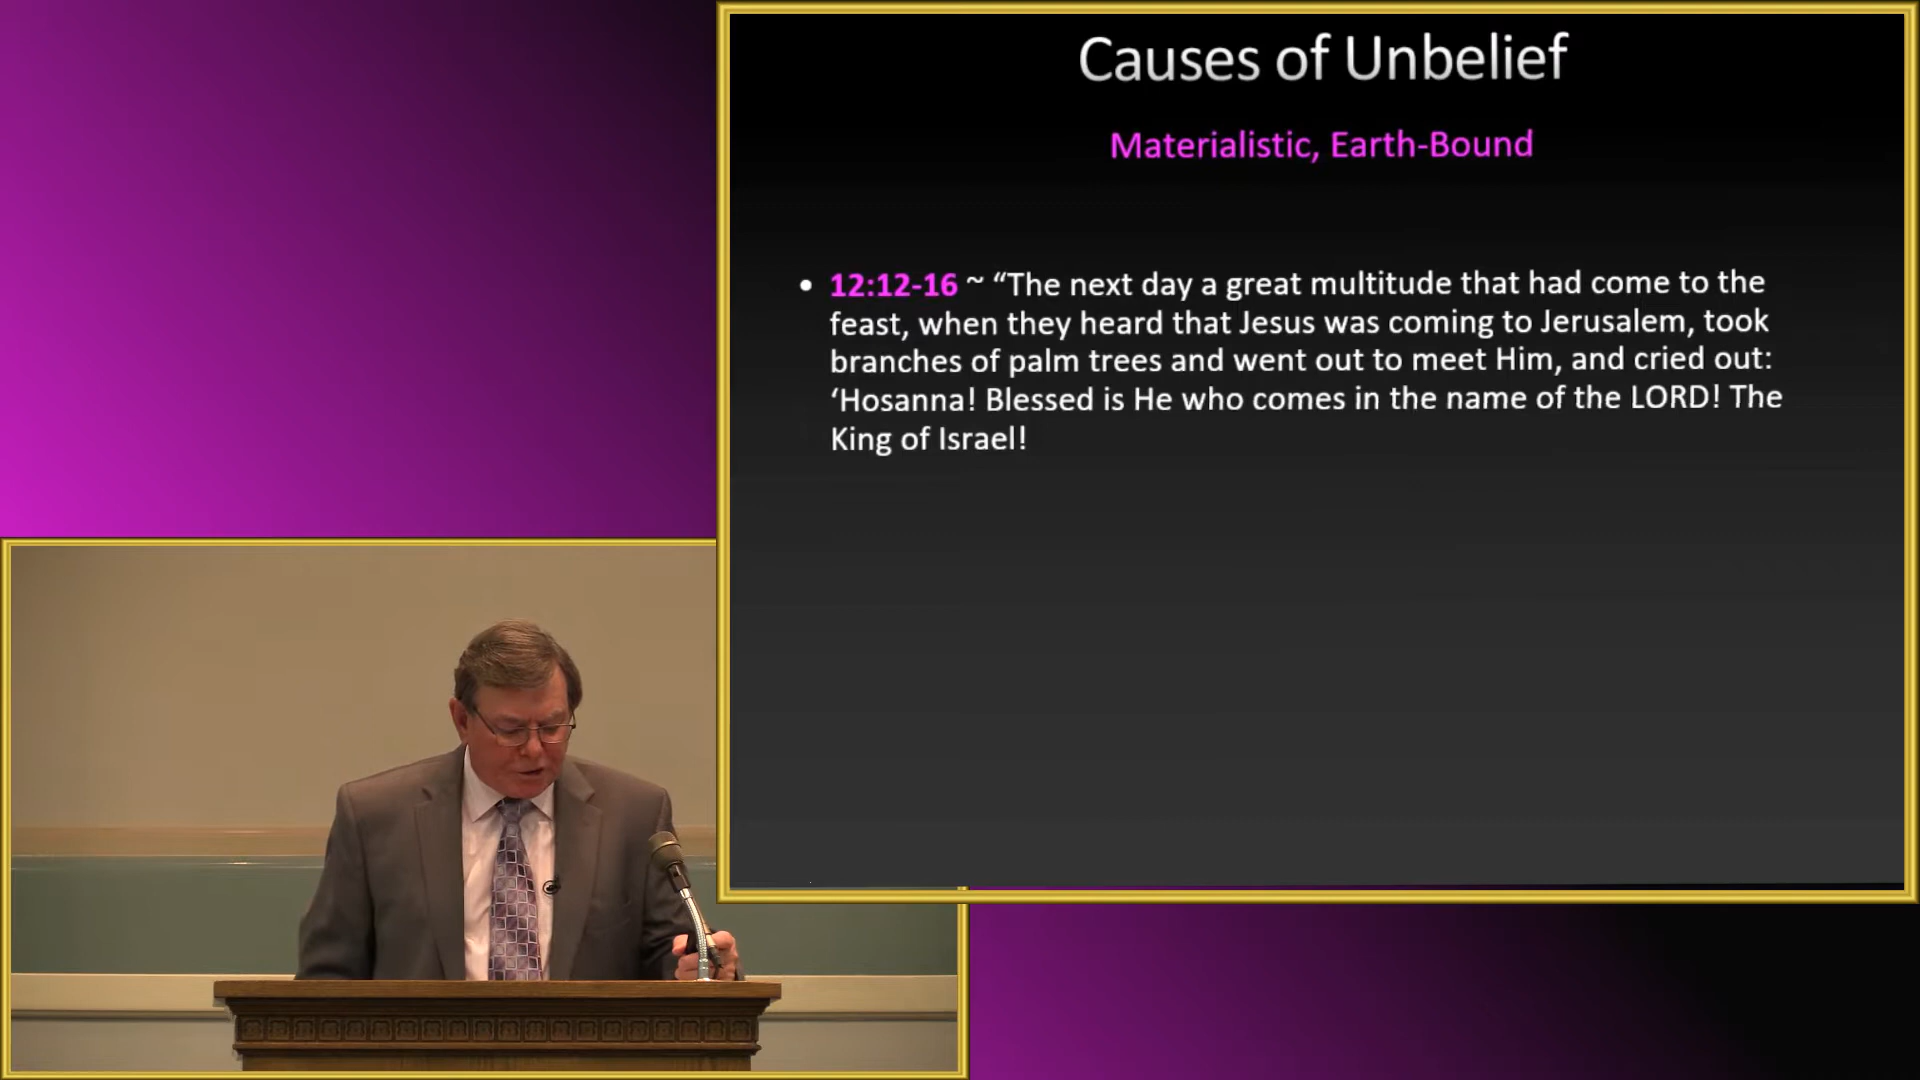 Causes of Unbelief
Materialistic, Earth-Bound
• 12:12-16 ~ “The next day a great multitude that had come to the
feast, when they heard that Jesus was coming to Jerusalem, took
branches of palm trees and went out to meet Him, and cried out:
‘Hosanna! Blessed is He who comes in the name of the LORD! The
King of Israel!